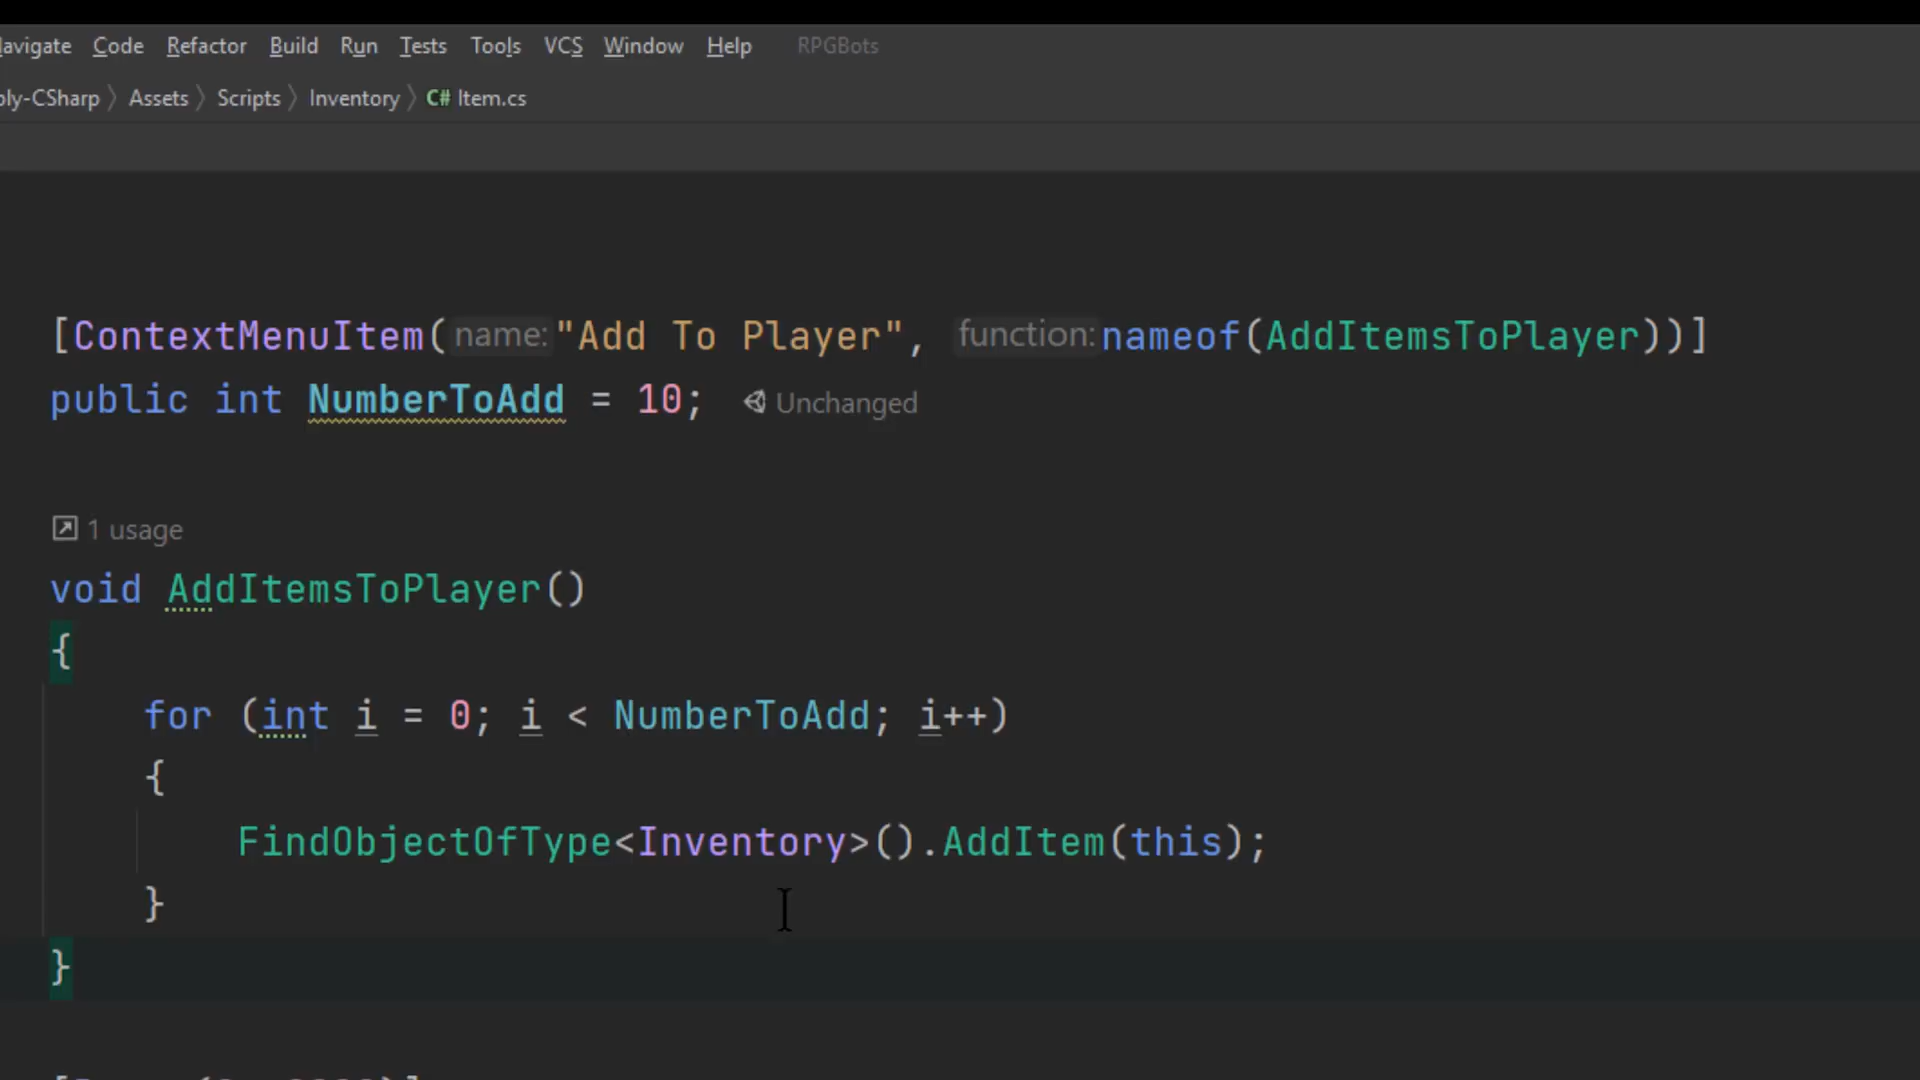 avigate Code Refactor Build Run Tests Tools VCS Window Help RPGBots
ply-CSharp Assets Scripts Inventory C# Item.cs
[ContextMenuItem( name: "Add To Player", function: nameof(AddItemsToPlayer))]
public int NumberToAdd = 10; Unchanged
1 usage
void AddItemsToPlayer()
{
for (int i = 0; i < NumberToAdd; i++)
{
FindObjectOfType<Inventory>().AddItem(this);
}
}